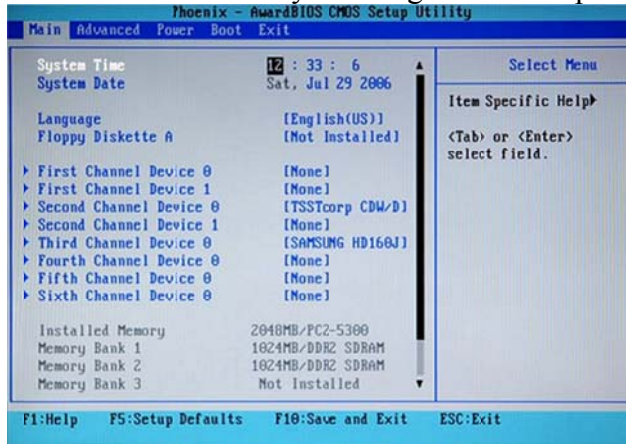 Phoenix - AwardBIOS CMOS Setup Utility
Main Advanced Power Boot Exit
System Time 12 : 33 : 6
System Date Sat, Jul 29 2006
Language [English(US)]
Floppy Diskette A [Not Installed]
First Channel Device 0 [None]
First Channel Device 1 [None]
Second Channel Device 0 [TSSTcorp CDW/D]
Second Channel Device 1 [None]
Third Channel Device 0 [SAMSUNG HD160J]
Fourth Channel Device 0 [None]
Fifth Channel Device 0 [None]
Sixth Channel Device 0 [None]
Installed Memory 2048MB/PC2-5300
Memory Bank 1 1024MB/DDR2 SDRAM
Memory Bank 2 1024MB/DDR2 SDRAM
Memory Bank 3 Not Installed
Select Menu
Item Specific Help
<Tab> or <Enter>
select field.
F1:Help F5:Setup Defaults F10:Save and Exit ESC:Exit